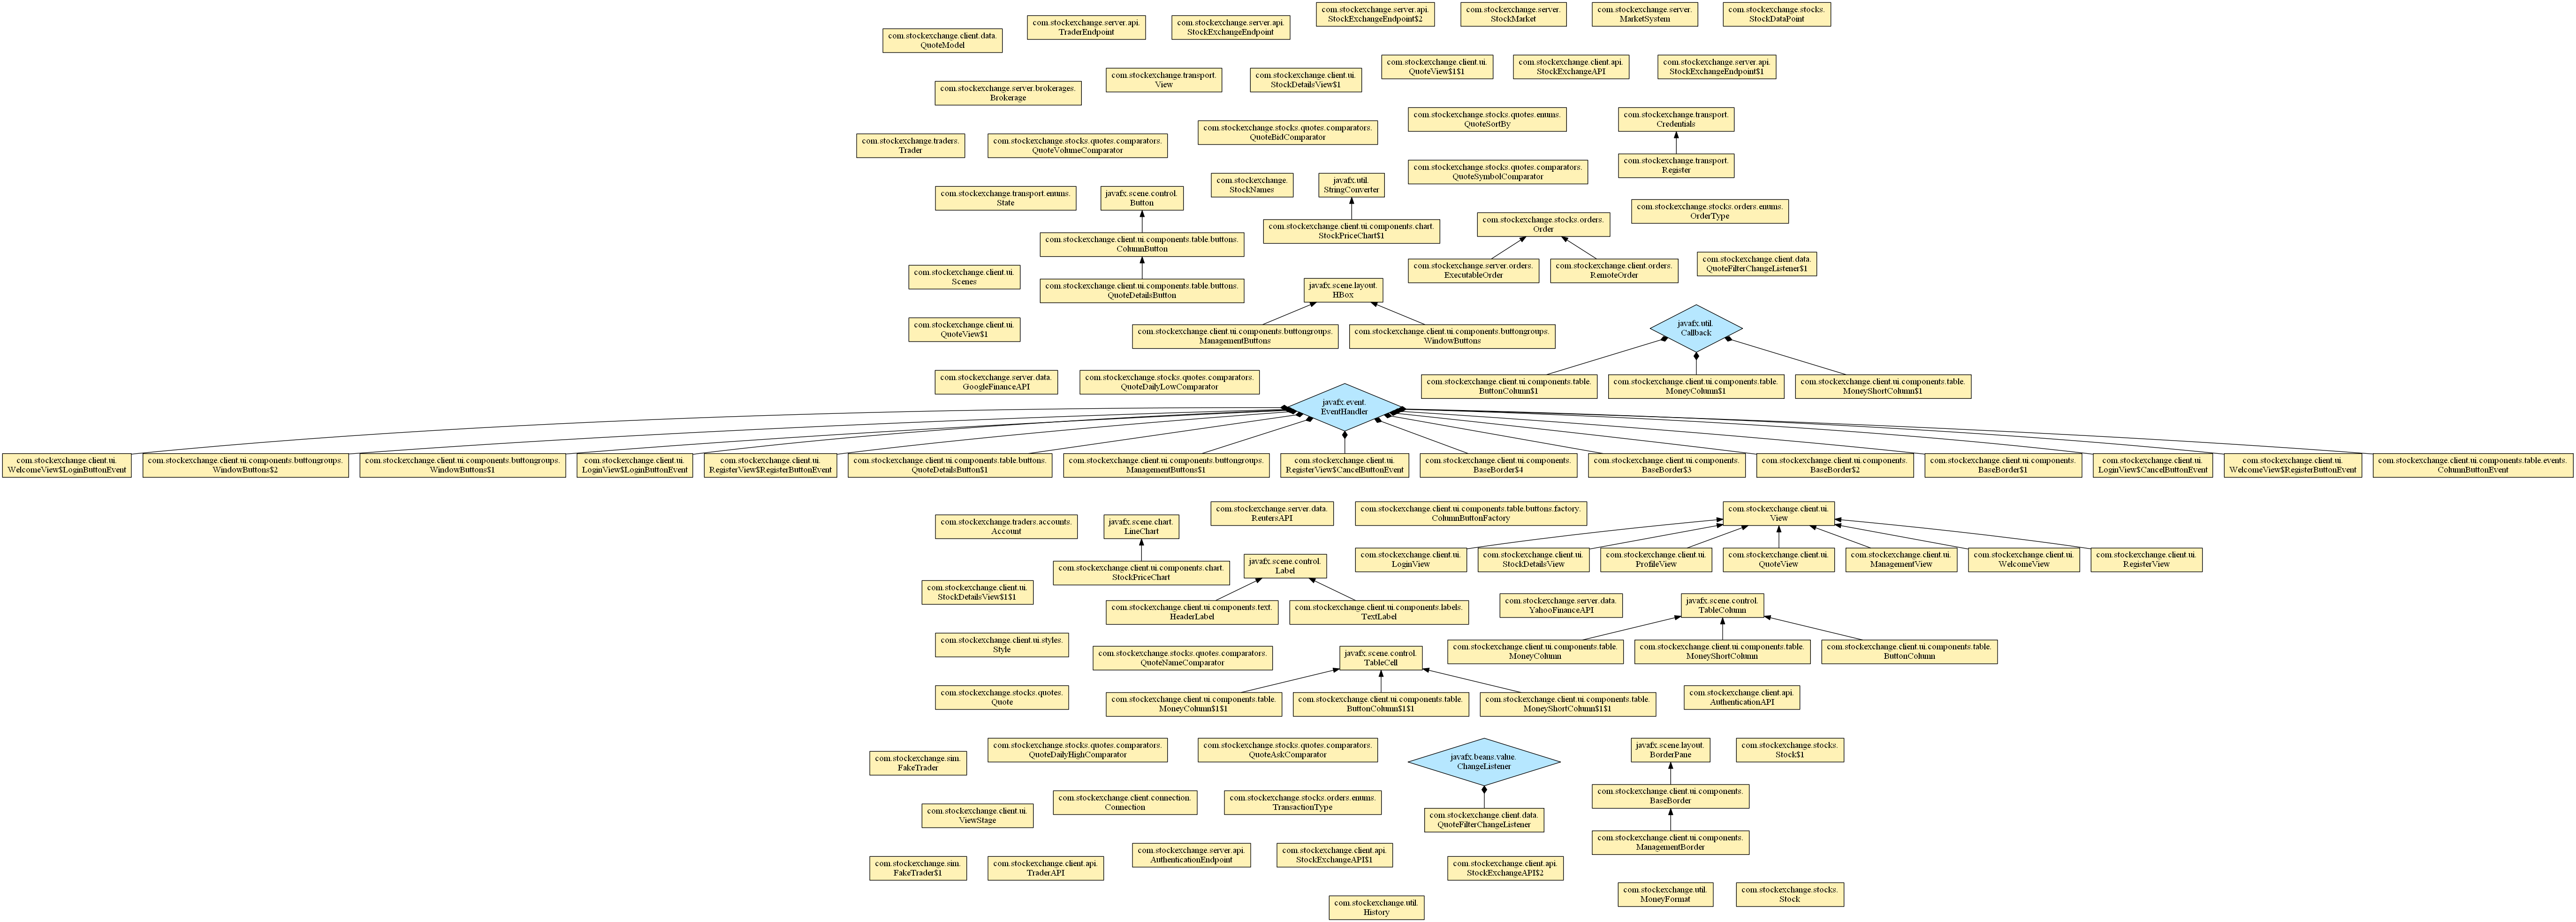 com.stockexchange.server.api.
StockExchangeEndpoint$2
com.stockexchange.server.
StockMarket
com.stockexchange.server.
MarketSystem
com.stockexchange.stocks.
StockDataPoint
com.stockexchange.server.api.
TraderEndpoint
com.stockexchange.server.api.
StockExchangeEndpoint
com.stockexchange.client.data.
QuoteModel
com.stockexchange.client.ui.
QuoteView$1$1
com.stockexchange.client.api.
StockExchangeAPI
com.stockexchange.server.api.
StockExchangeEndpoint$1
com.stockexchange.transport.
View
com.stockexchange.client.ui.
StockDetailsView$1
com.stockexchange.server.brokerages.
Brokerage
com.stockexchange.stocks.quotes.enums.
QuoteSortBy
com.stockexchange.transport.
Credentials
com.stockexchange.stocks.quotes.comparators.
QuoteBidComparator
com.stockexchange.traders.
Trader
com.stockexchange.stocks.quotes.comparators.
QuoteVolumeComparator
com.stockexchange.stocks.quotes.comparators.
QuoteSymbolComparator
com.stockexchange.transport.
Register
com.stockexchange.
StockNames
javafx.util.
StringConverter
com.stockexchange.transport.enums.
State
javafx.scene.control.
Button
com.stockexchange.stocks.orders.enums.
OrderType
com.stockexchange.stocks.orders.
Order
com.stockexchange.client.ui.components.chart.
StockPriceChart$1
com.stockexchange.client.ui.components.table.buttons.
ColumnButton
com.stockexchange.client.data.
QuoteFilterChangeListener$1
com.stockexchange.server.orders.
ExecutableOrder
com.stockexchange.client.orders.
RemoteOrder
com.stockexchange.client.ui.
Scenes
com.stockexchange.client.ui.components.table.buttons.
QuoteDetailsButton
javafx.scene.layout.
HBox
com.stockexchange.client.ui.
QuoteView$1
com.stockexchange.client.ui.components.buttongroups.
ManagementButtons
com.stockexchange.client.ui.components.buttongroups.
WindowButtons
javafx.util.
Callback
com.stockexchange.server.data.
GoogleFinanceAPI
com.stockexchange.stocks.quotes.comparators.
QuoteDailyLowComparator
com.stockexchange.client.ui.components.table.
ButtonColumn$1
com.stockexchange.client.ui.components.table.
MoneyColumn$1
com.stockexchange.client.ui.components.table.
MoneyShortColumn$1
javafx.event.
EventHandler
com.stockexchange.client.ui.
WelcomeView$LoginButtonEvent
com.stockexchange.client.ui.components.buttongroups.
WindowButtons$2
com.stockexchange.client.ui.components.buttongroups.
WindowButtons$1
com.stockexchange.client.ui.
LoginView$LoginButtonEvent
com.stockexchange.client.ui.
RegisterView$RegisterButtonEvent
com.stockexchange.client.ui.components.table.buttons.
QuoteDetailsButton$1
com.stockexchange.client.ui.components.buttongroups.
ManagementButtons$1
com.stockexchange.client.ui.
RegisterView$CancelButtonEvent
com.stockexchange.client.ui.components.
BaseBorder$4
com.stockexchange.client.ui.components.
BaseBorder$3
com.stockexchange.client.ui.components.
BaseBorder$2
com.stockexchange.client.ui.components.
BaseBorder$1
com.stockexchange.client.ui.
LoginView$CancelButtonEvent
com.stockexchange.client.ui.
WelcomeView$RegisterButtonEvent
com.stockexchange.client.ui.components.table.events.
ColumnButtonEvent
com.stockexchange.traders.accounts.
Account
javafx.scene.chart.
LineChart
com.stockexchange.server.data.
ReutersAPI
com.stockexchange.client.ui.components.table.buttons.factory.
ColumnButtonFactory
com.stockexchange.client.ui.
View
com.stockexchange.client.ui.
LoginView
com.stockexchange.client.ui.
StockDetailsView
com.stockexchange.client.ui.
ProfileView
com.stockexchange.client.ui.
QuoteView
com.stockexchange.client.ui.
ManagementView
com.stockexchange.client.ui.
WelcomeView
com.stockexchange.client.ui.
RegisterView
com.stockexchange.client.ui.components.chart.
StockPriceChart
javafx.scene.control.
Label
com.stockexchange.client.ui.
StockDetailsView$1$1
com.stockexchange.client.ui.components.text.
HeaderLabel
com.stockexchange.client.ui.components.labels.
TextLabel
com.stockexchange.server.data.
YahooFinanceAPI
javafx.scene.control.
TableColumn
com.stockexchange.client.ui.styles.
Style
com.stockexchange.stocks.quotes.comparators.
QuoteNameComparator
javafx.scene.control.
TableCell
com.stockexchange.client.ui.components.table.
MoneyColumn
com.stockexchange.client.ui.components.table.
MoneyShortColumn
com.stockexchange.client.ui.components.table.
ButtonColumn
com.stockexchange.stocks.quotes.
Quote
com.stockexchange.client.ui.components.table.
MoneyColumn$1$1
com.stockexchange.client.ui.components.table.
ButtonColumn$1$1
com.stockexchange.client.ui.components.table.
MoneyShortColumn$1$1
com.stockexchange.client.api.
AuthenticationAPI
com.stockexchange.sim.
FakeTrader
com.stockexchange.stocks.quotes.comparators.
QuoteDailyHighComparator
com.stockexchange.stocks.quotes.comparators.
QuoteAskComparator
javafx.beans.value.
ChangeListener
javafx.scene.layout.
BorderPane
com.stockexchange.stocks.
Stock$1
com.stockexchange.client.ui.
ViewStage
com.stockexchange.client.connection.
Connection
com.stockexchange.stocks.orders.enums.
TransactionType
com.stockexchange.client.data.
QuoteFilterChangeListener
com.stockexchange.client.ui.components.
BaseBorder
com.stockexchange.client.ui.components.
ManagementBorder
com.stockexchange.sim.
FakeTrader$1
com.stockexchange.client.api.
TraderAPI
com.stockexchange.server.api.
AuthenticationEndpoint
com.stockexchange.client.api.
StockExchangeAPI$1
com.stockexchange.client.api.
StockExchangeAPI$2
com.stockexchange.util.
MoneyFormat
com.stockexchange.stocks.
Stock
com.stockexchange.util.
History